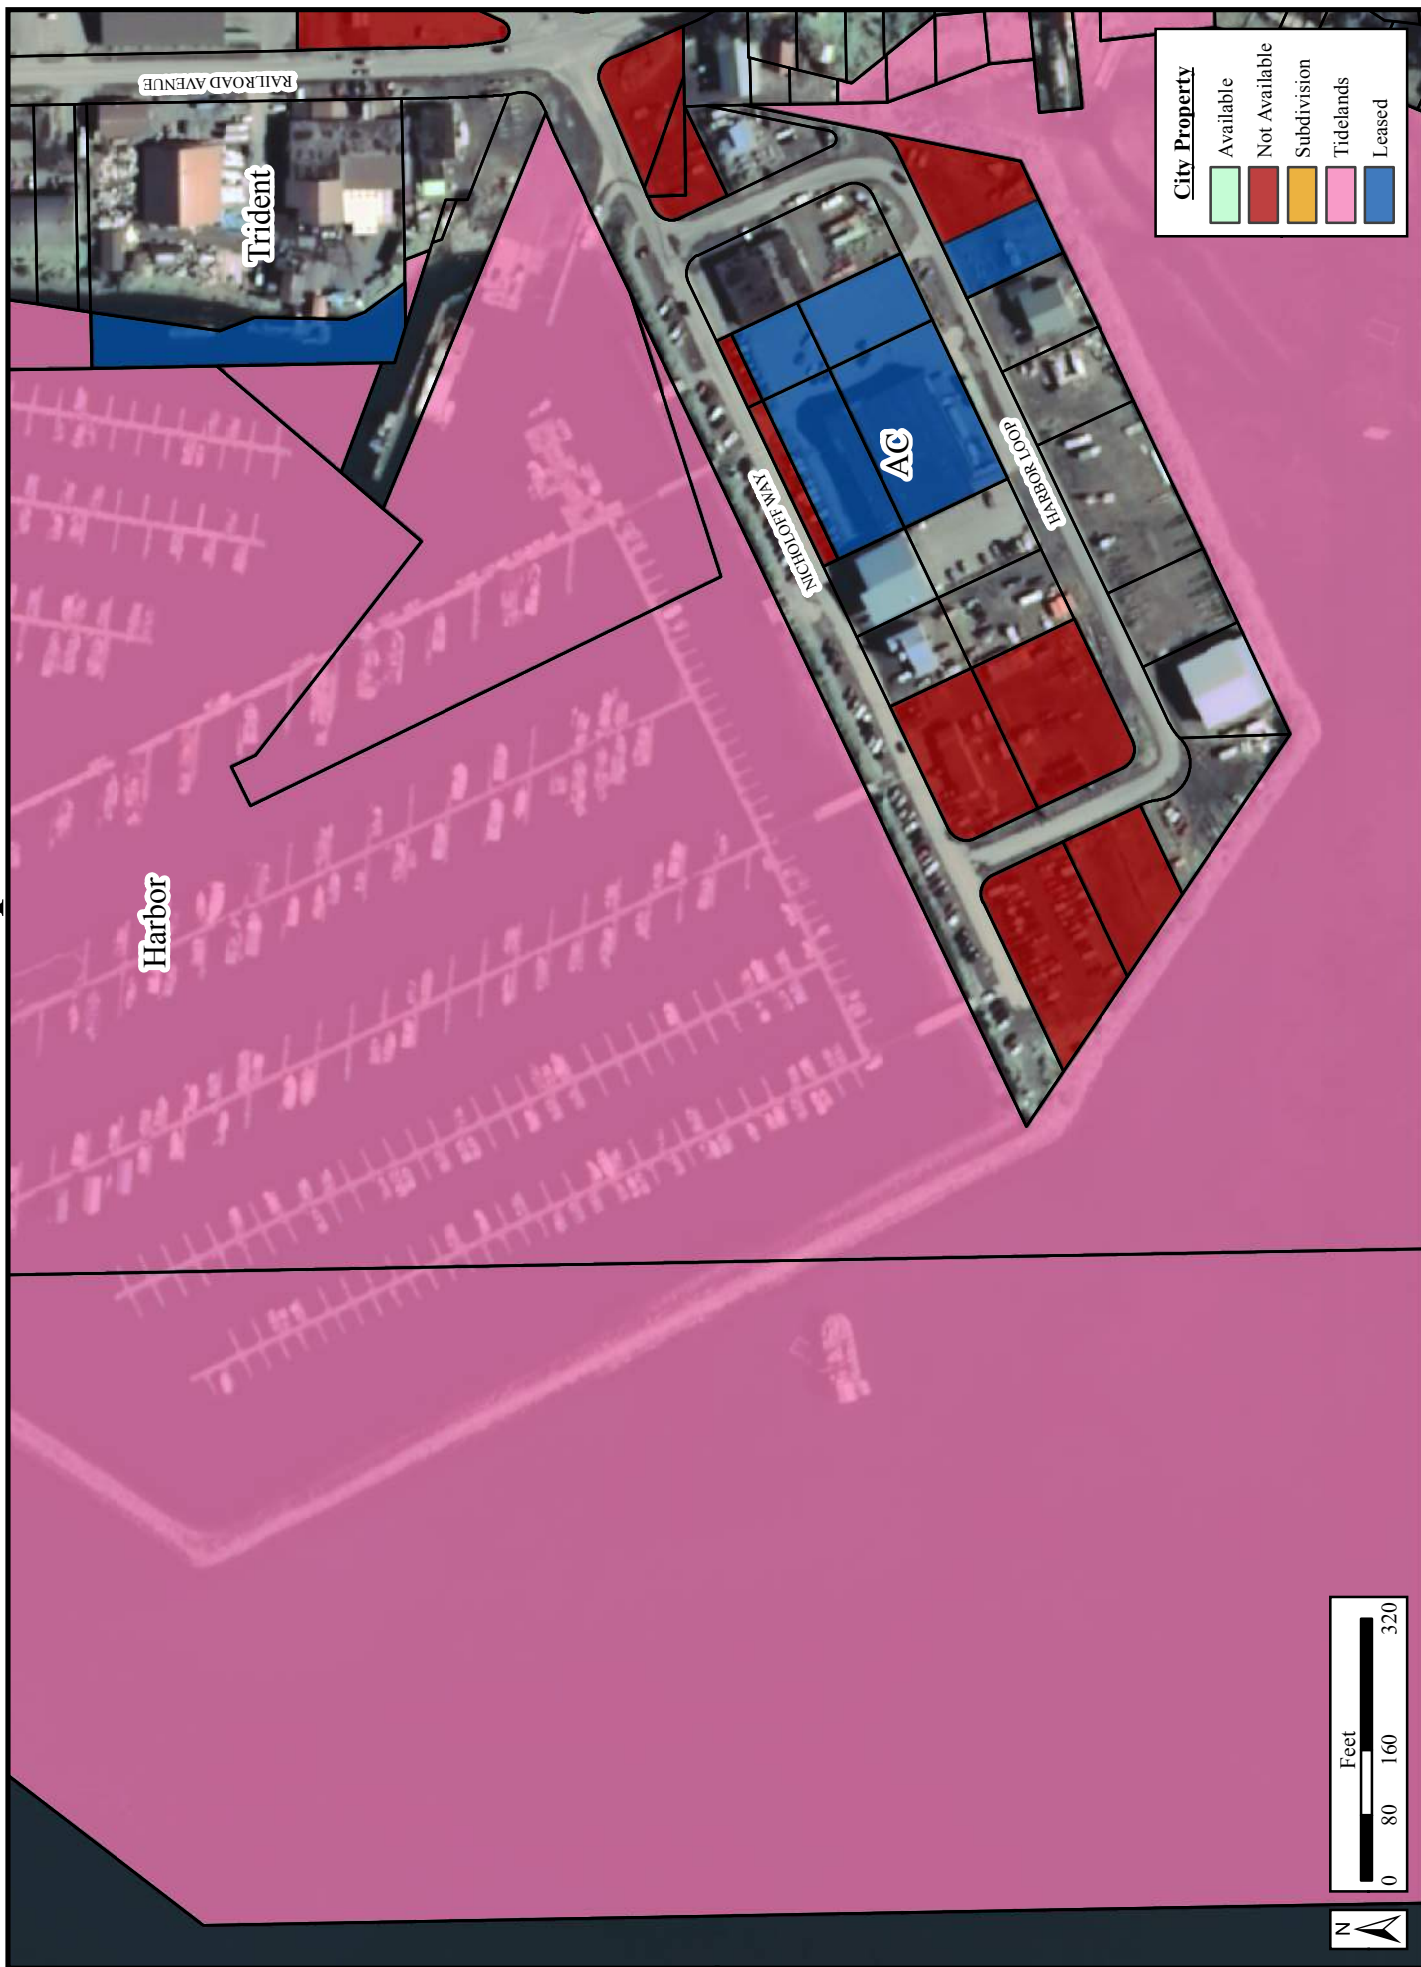 RAILROAD AVENUE
Trident
Harbor
NICHOLOFF WAY
AC
HARBOR LOOP
City Property
Available
Not Available
Subdivision
Tidelands
Leased
N
Feet
0 80 160 320